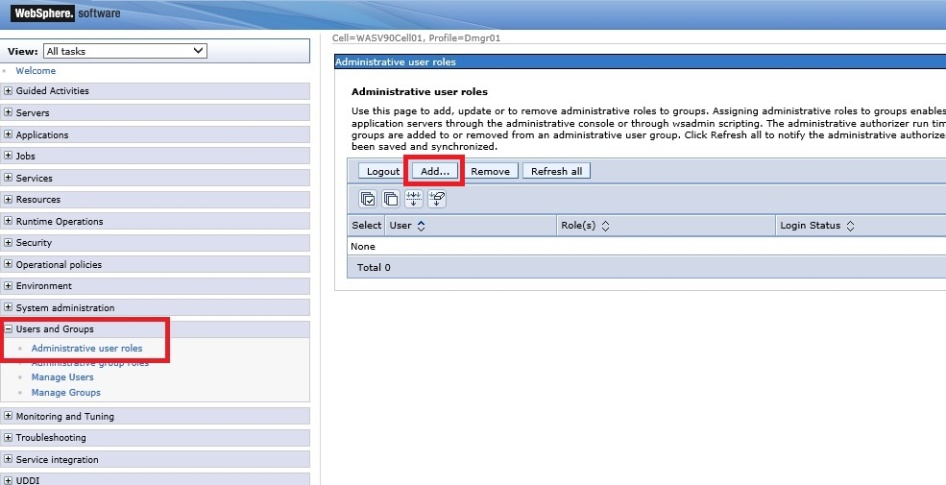 WebSphere. software
View: All tasks
Welcome
Guided Activities
Servers
Applications
Jobs
Services
Resources
Runtime Operations
Security
Operational policies
Environment
System administration
Users and Groups
Administrative user roles
Administrative group roles
Manage Users
Manage Groups
Monitoring and Tuning
Troubleshooting
Service integration
UDDI
Cell=WASV90Cell01, Profile=Dmgr01
Administrative user roles
Administrative user roles
Use this page to add, update or to remove administrative roles to groups. Assigning administrative roles to groups enables
application servers through the administrative console or through wsadmin scripting. The administrative authorizer run tim
groups are added to or removed from an administrative user group. Click Refresh all to notify the administrative authorize
been saved and synchronized.
Logout Add... Remove Refresh all
Select User Role(s) Login Status
None
Total 0